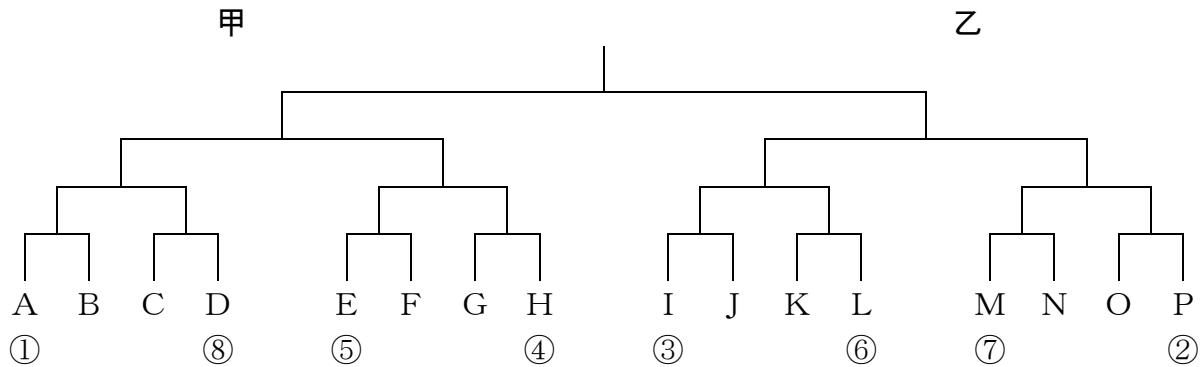 甲 乙
A B C D E F G H I J K L M N O P
① ⑧ ⑤ ④ ③ ⑥ ⑦ ②